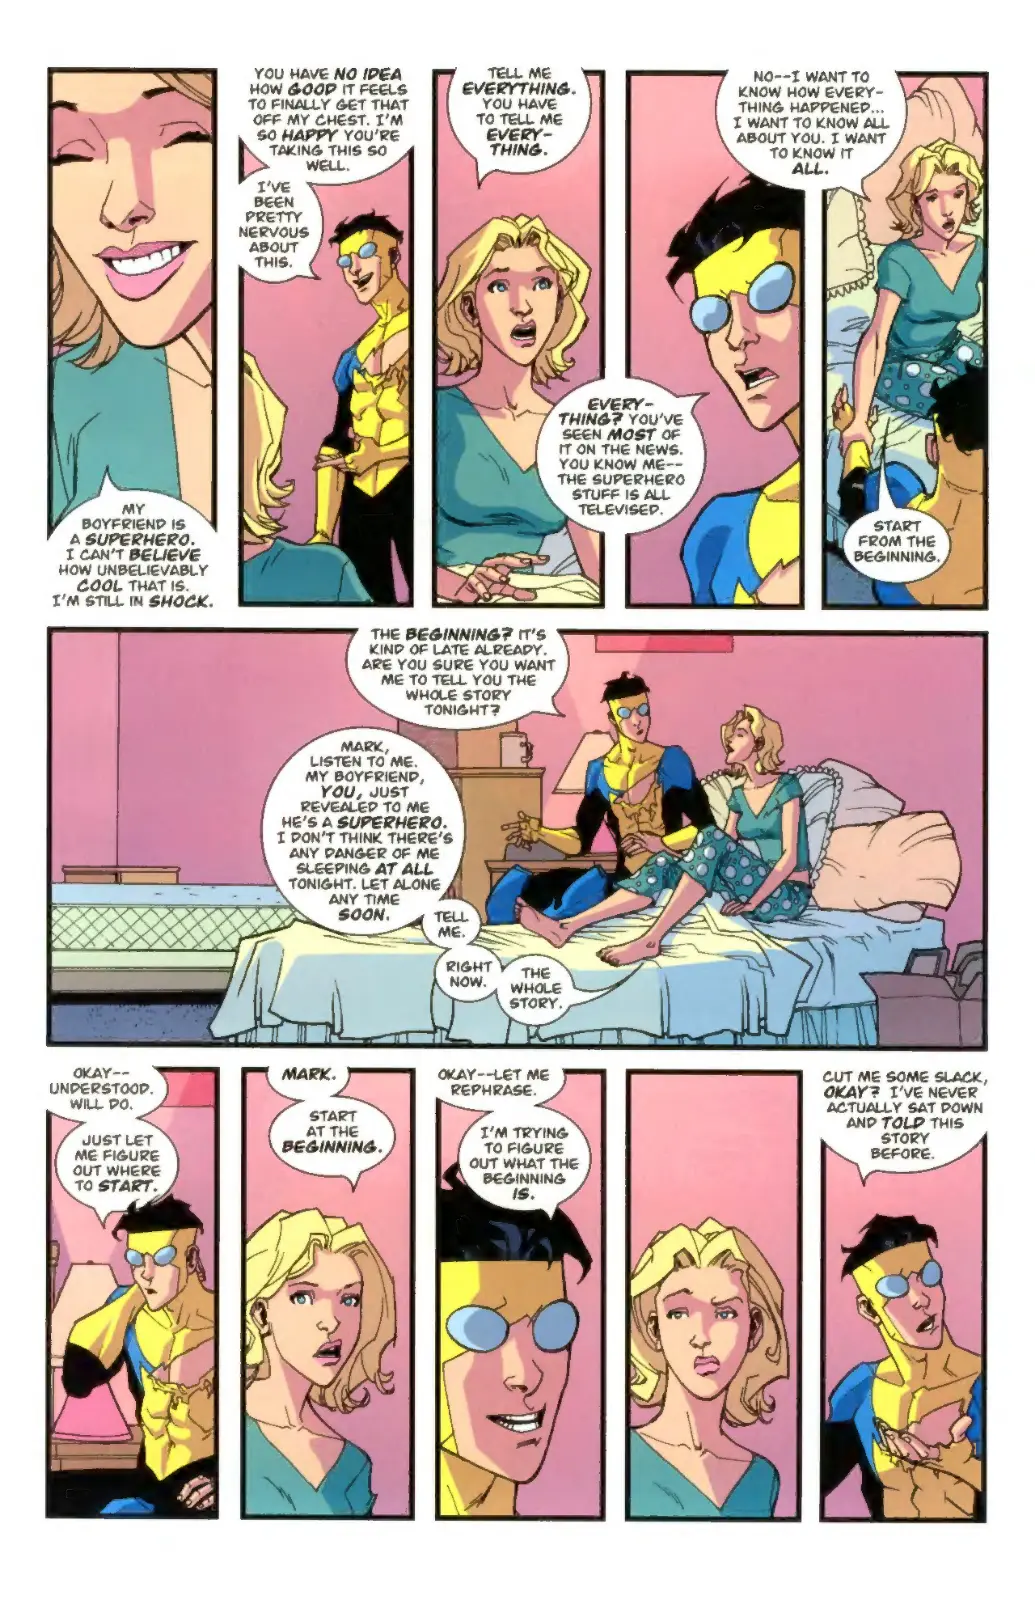 MY
BOYFRIEND IS
A SUPERHERO.
I CAN'T BELIEVE
HOW UNBELIEVABLY
COOL THAT IS.
I'M STILL IN SHOCK.
YOU HAVE NO IDEA
HOW GOOD IT FEELS
TO FINALLY GET THAT
OFF MY CHEST. I'M
SO HAPPY YOU'RE
TAKING THIS SO
WELL.
I'VE
BEEN
PRETTY
NERVOUS
ABOUT
THIS.
TELL ME
EVERYTHING.
YOU HAVE
TO TELL ME
EVERY-
THING.
EVERY-
THING? YOU'VE
SEEN MOST OF
IT ON THE NEWS.
YOU KNOW ME--
THE SUPERHERO
STUFF IS ALL
TELEVISED.
NO--I WANT TO
KNOW HOW EVERY-
THING HAPPENED...
I WANT TO KNOW ALL
ABOUT YOU. I WANT
TO KNOW IT
ALL.
START
FROM THE
BEGINNING.
THE BEGINNING? IT'S
KIND OF LATE ALREADY.
ARE YOU SURE YOU WANT
ME TO TELL YOU THE
WHOLE STORY
TONIGHT?
MARK,
LISTEN TO ME.
MY BOYFRIEND,
YOU, JUST
REVEALED TO ME
HE'S A SUPERHERO.
I DON'T THINK THERE'S
ANY DANGER OF ME
SLEEPING AT ALL
TONIGHT. LET ALONE
ANY TIME
SOON.
TELL
ME.
RIGHT
NOW.
THE
WHOLE
STORY.
OKAY--
UNDERSTOOD.
WILL DO.
JUST LET
ME FIGURE
OUT WHERE
TO START.
MARK.
START
AT THE
BEGINNING.
OKAY--LET ME
REPHRASE.
I'M TRYING
TO FIGURE
OUT WHAT THE
BEGINNING
IS.
CUT ME SOME SLACK,
OKAY? I'VE NEVER
ACTUALLY SAT DOWN
AND TOLD THIS
STORY
BEFORE.